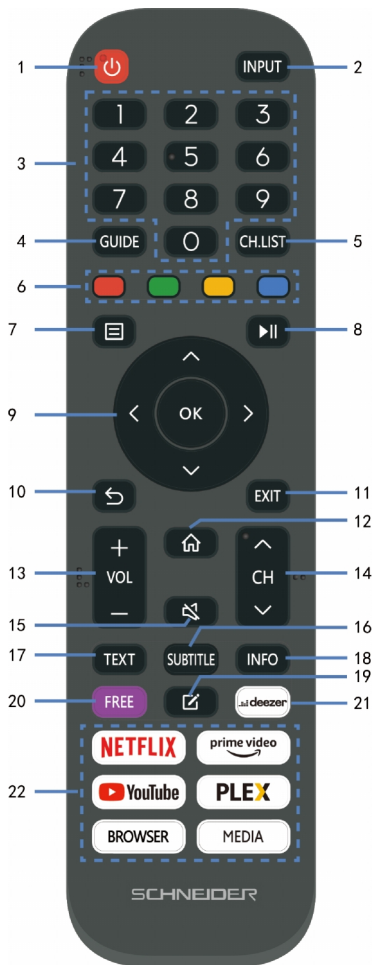 1 INPUT 2
1 2 3
3 4 5 6
7 8 9
4 GUIDE 0 CH.LIST 5
6
7 8
9 OK
10 EXIT 11
12
13 + VOL - CH 14
15
16
17 TEXT SUBTITLE INFO 18
19
20 FREE deezer 21
NETFLIX prime video
22 YouTube PLEX
BROWSER MEDIA
SCHNEIDER